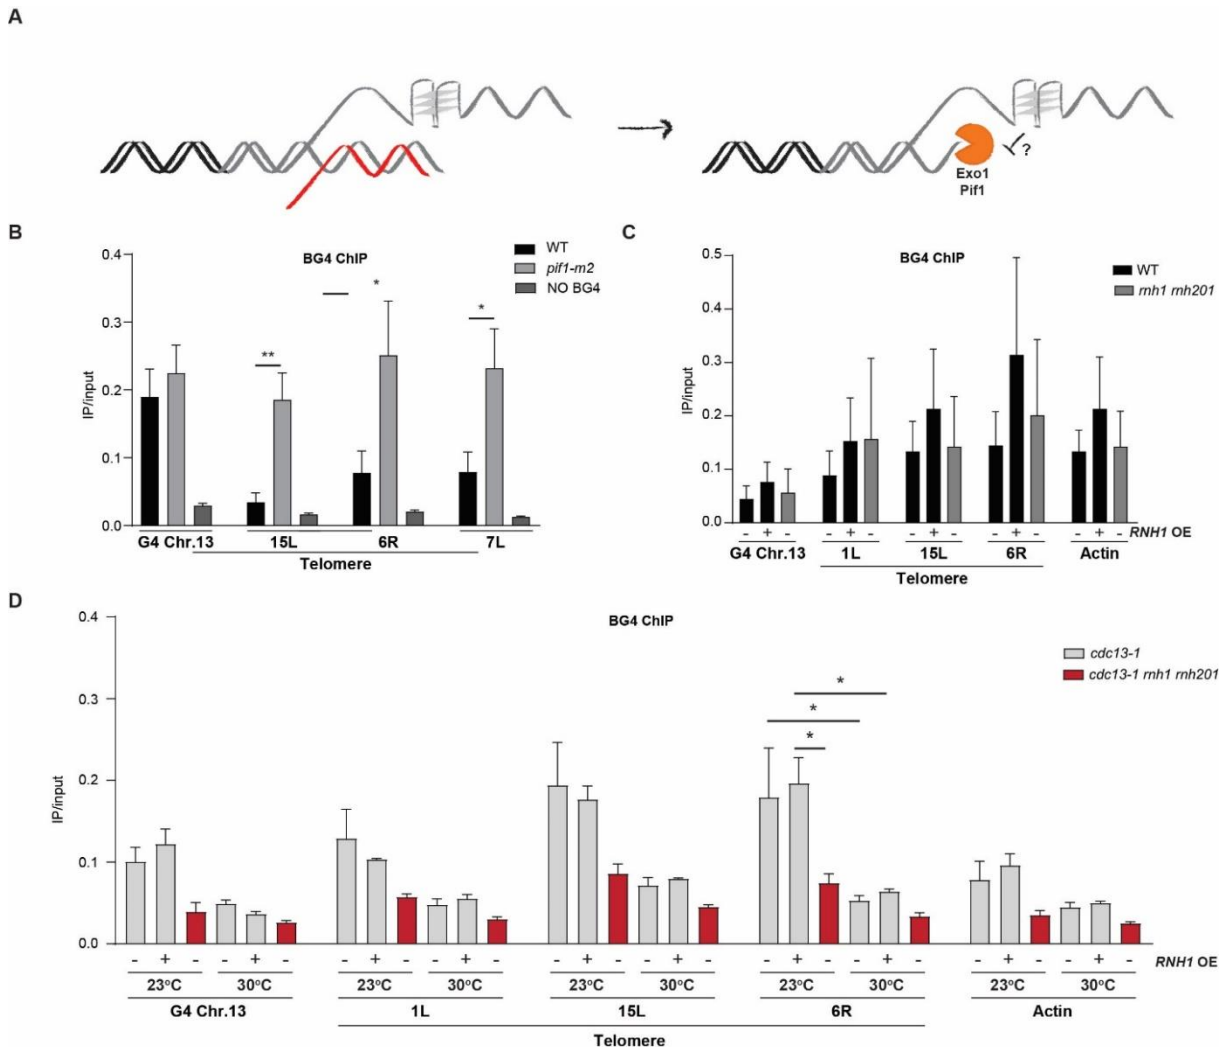 A
?
Exo1
Pif1
B
BG4 ChIP
WT
pif1-m2
NO BG4
0.4
0.3
0.2
0.1
0.0
IP/input
* 
**
*
G4 Chr.13 15L 6R 7L
Telomere
C
BG4 ChIP
WT
rnh1 rnh201
0.5
0.3
0.2
0.1
0.0
IP/input
- + - - + - - + - - + - - + - RNH1 OE
G4 Chr.13 1L 15L 6R Actin
Telomere
D
BG4 ChIP
cdc13-1
cdc13-1 rnh1 rnh201
0.4
0.3
0.2
0.1
0.0
IP/input
*
*
*
- + - - + - - + - - + - - + - - + - - + - - + - - + - - + - RNH1 OE
23°C 30°C 23°C 30°C 23°C 30°C 23°C 30°C 23°C 30°C
G4 Chr.13 1L 15L 6R Actin
Telomere